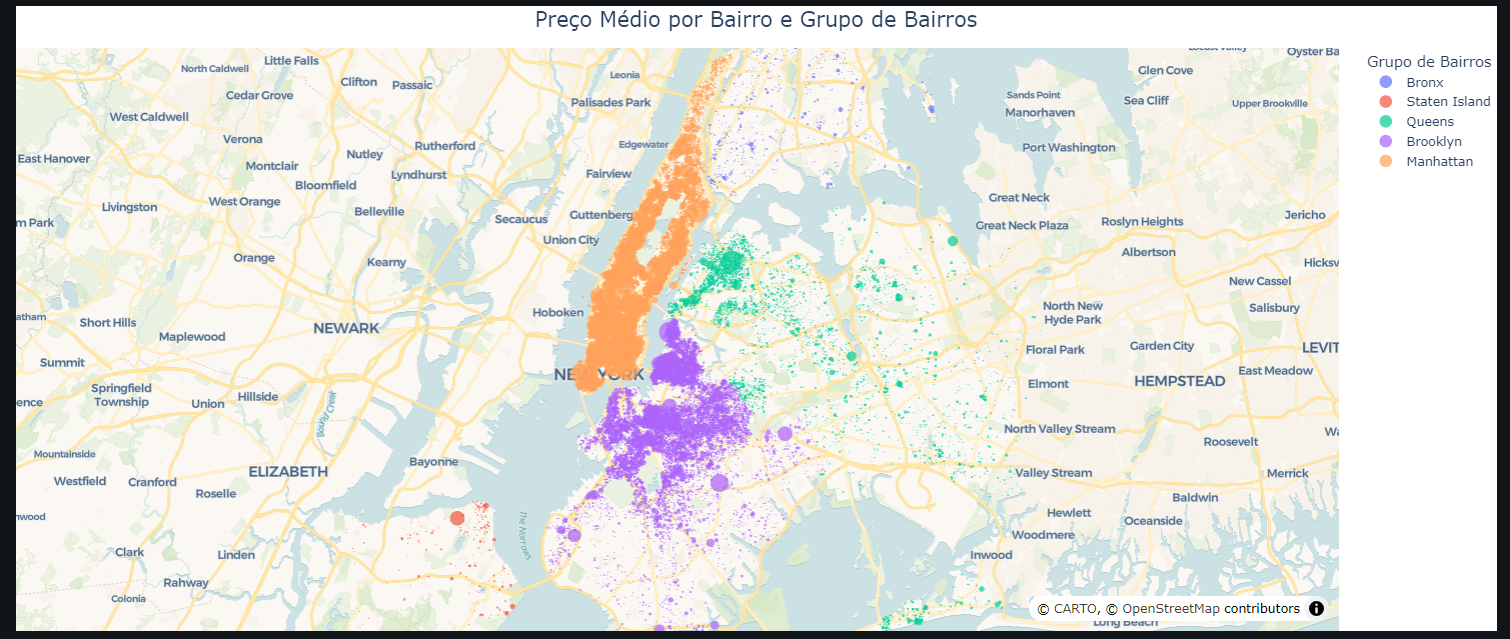 Preço Médio por Bairro e Grupo de Bairros
Grupo de Bairros
Bronx
Staten Island
Queens
Brooklyn
Manhattan
Oyster Ba
Little Falls
North Caldwell
Leonia
Glen Cove
Clifton
Passaic
Cedar Grove
Palisades Park
Sands Point
Manorhaven
Sea Cliff
Upper Brookville
West Caldwell
Verona
Rutherford
Edgewater
Port Washington
East Hanover
Nutley
Montclair
Lyndhurst
Fairview
Bloomfield
West Orange
Great Neck
Livingston
Belleville
Secaucus
Guttenberg
Jericho
m Park
Great Neck Plaza
Roslyn Heights
Union City
Albertson
Orange
Kearny
Hicksv
New Cassel
atham
Short Hills
Hoboken
North New
Hyde Park
Salisbury
NEWARK
Maplewood
Garden City
Floral Park
LEVIT
Summit
East Meadow
NEW YORK
Elmont
HEMPSTEAD
Springfield
Township
Hillside
Union
ence
North Valley Stream
Wa
Roosevelt
Mountainside
Bayonne
ELIZABETH
Valley Stream
Merrick
Westfield
Cranford
Roselle
Baldwin
nwood
The Narrows
Hewlett
Oceanside
Woodmere
Clark
Linden
Inwood
Rahway
Colonia
© CARTO, © OpenStreetMap contributors
Long Beach